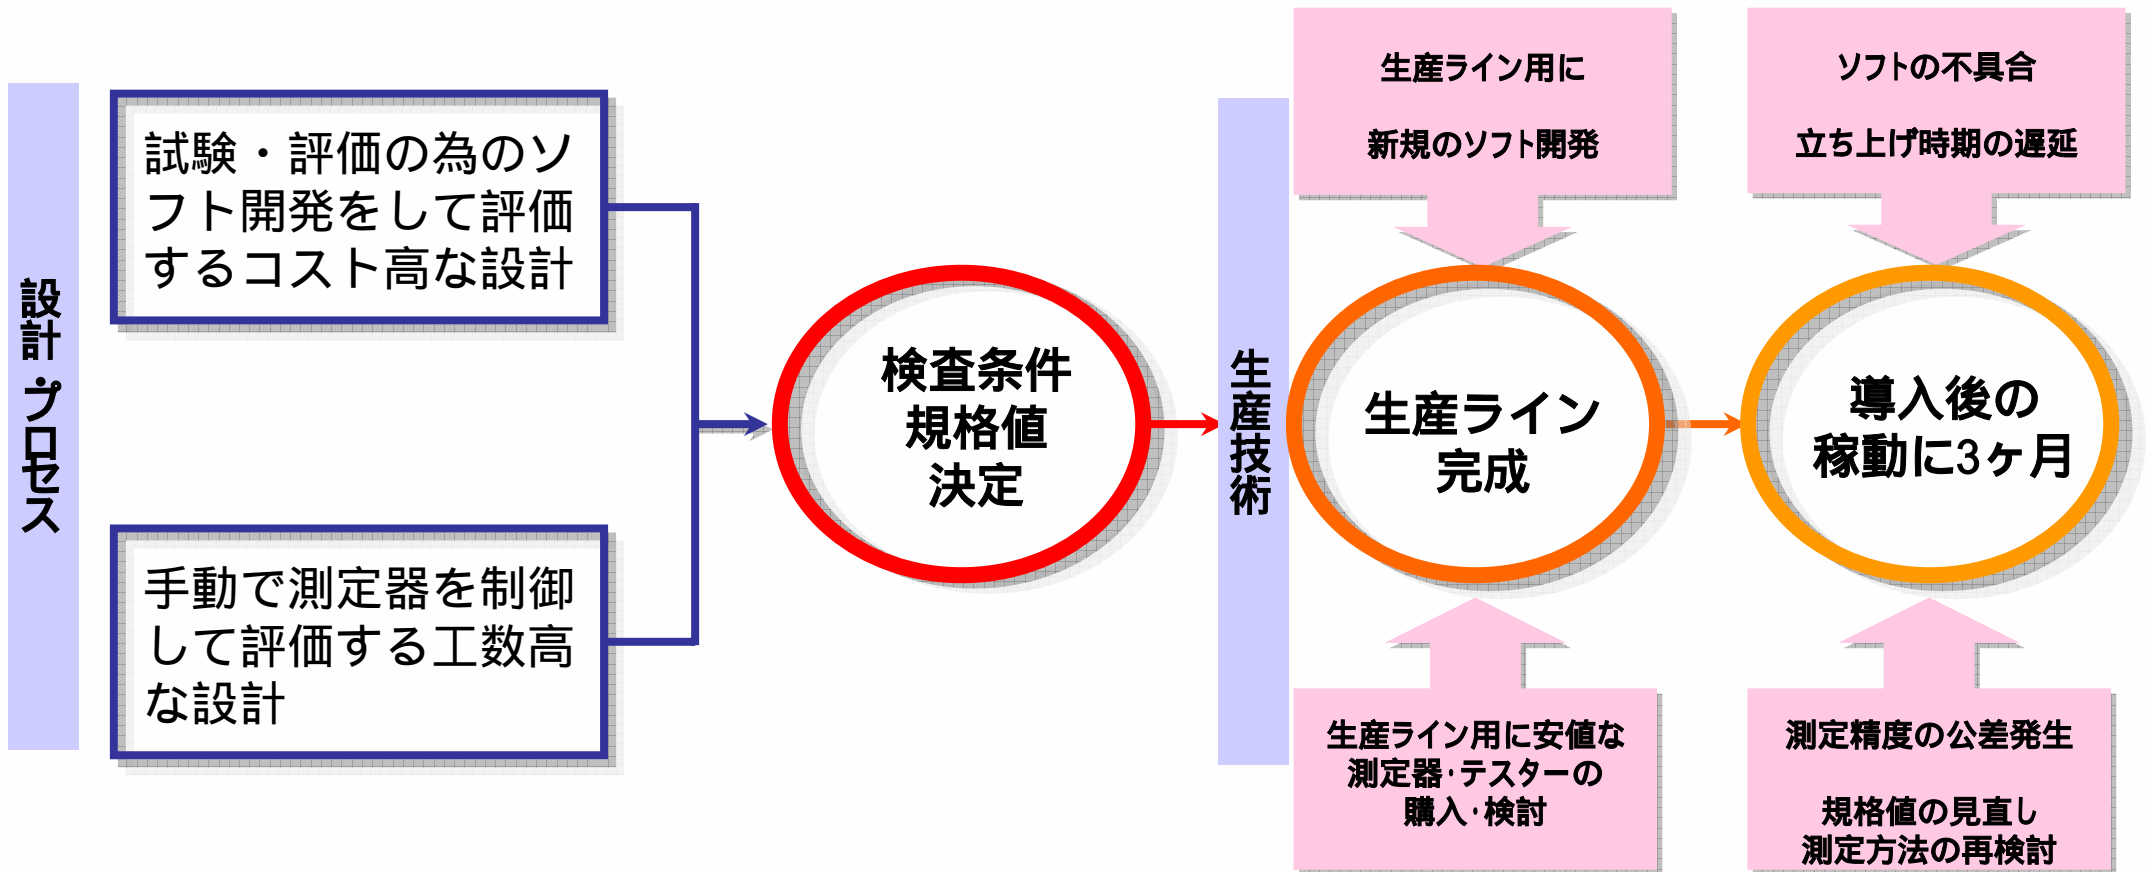 設計・プロセス
試験・評価の為のソ
フト開発をして評価
するコスト高な設計
手動で測定器を制御
して評価する工数高
な設計
検査条件
規格値
決定
生産技術
生産ライン用に
新規のソフト開発
生産ライン
完成
生産ライン用に安値な
測定器・テスターの
購入・検討
ソフトの不具合
立ち上げ時期の遅延
導入後の
稼動に3ヶ月
測定精度の公差発生
規格値の見直し
測定方法の再検討